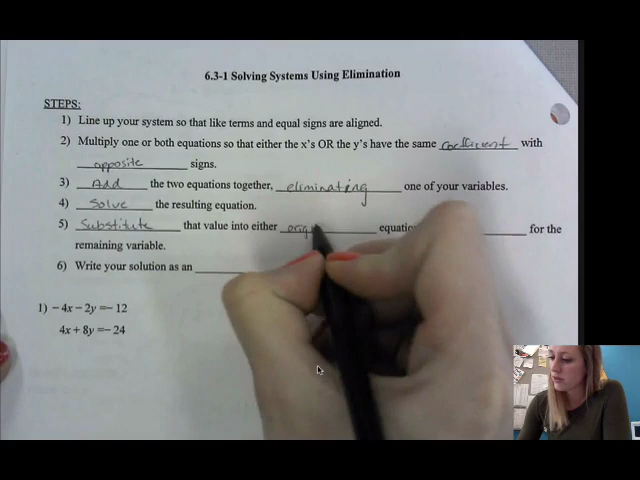 6.3-1 Solving Systems Using Elimination
STEPS:
1) Line up your system so that like terms and equal signs are aligned.
2) Multiply one or both equations so that either the x's OR the y's have the same coefficient with
opposite signs.
3) Add the two equations together, eliminating one of your variables.
4) Solve the resulting equation.
5) Substitute that value into either orig for the
remaining variable.
6) Write your solution as an
1) −4x − 2y = −12
4x + 8y = −24